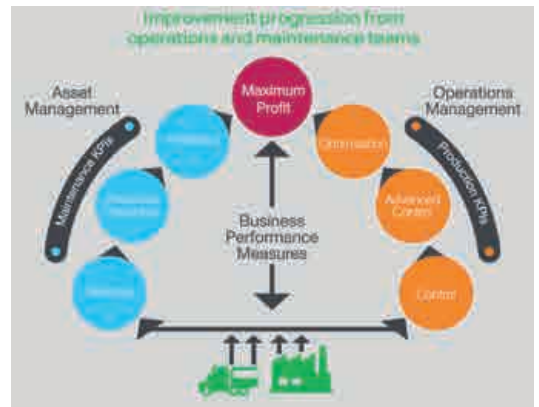 Improvement progression from
operations and maintenance teams
Asset
Management
Maximum
Profit
Operations
Management
Optimisation
Maintenance KPIs
Production KPIs
Advanced
Control
Business
Performance
Measures
Control